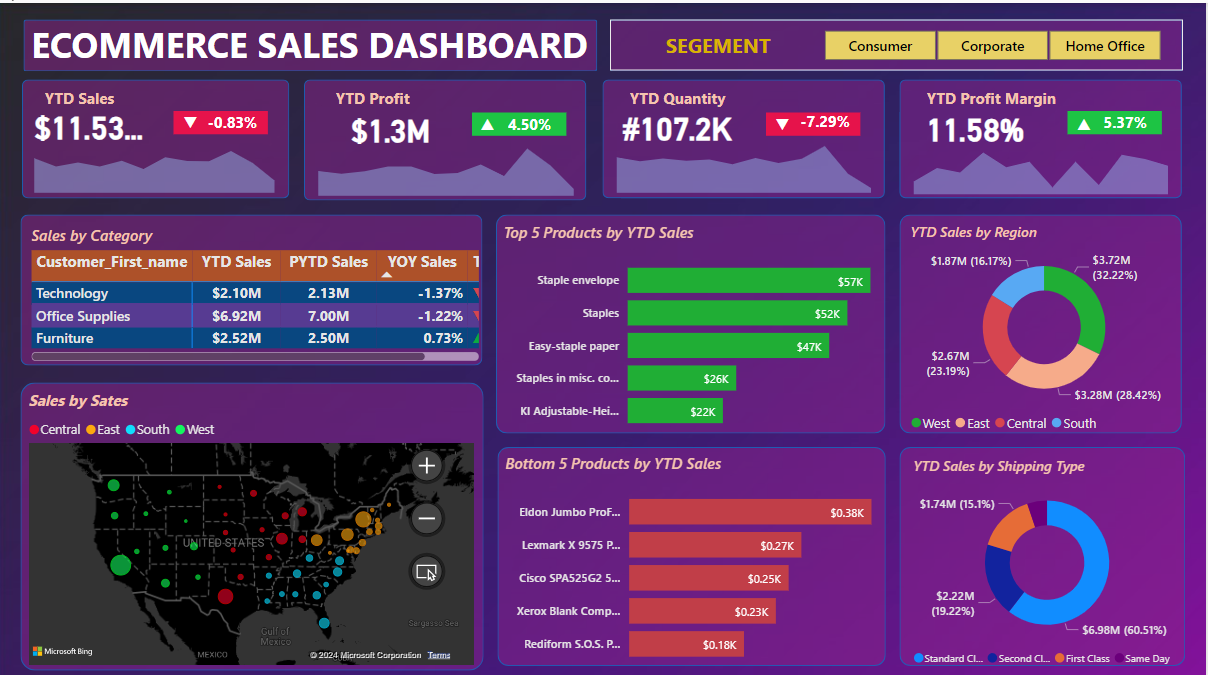 ECOMMERCE SALES DASHBOARD
SEGEMENT
Consumer
Corporate
Home Office
YTD Sales
$11.53...
▼ -0.83%
YTD Profit
$1.3M
▲ 4.50%
YTD Quantity
#107.2K
▼ -7.29%
YTD Profit Margin
11.58%
▲ 5.37%
Sales by Category
Customer_First_name YTD Sales PYTD Sales YOY Sales T
Technology $2.10M 2.13M -1.37%
Office Supplies $6.92M 7.00M -1.22%
Furniture $2.52M 2.50M 0.73%
Top 5 Products by YTD Sales
Staple envelope $57K
Staples $52K
Easy-staple paper $47K
Staples in misc. co... $26K
KI Adjustable-Hei... $22K
YTD Sales by Region
$1.87M (16.17%)
$3.72M
(32.22%)
$2.67M
(23.19%)
$3.28M (28.42%)
West East Central South
Sales by Sates
Central East South West
UNITED STATES
Gulf of
Mexico
Sargasso Sea
MEXICO
Microsoft Bing
© 2024 Microsoft Corporation Terms
Bottom 5 Products by YTD Sales
Eldon Jumbo ProF... $0.38K
Lexmark X 9575 P... $0.27K
Cisco SPA525G2 5... $0.25K
Xerox Blank Comp... $0.23K
Rediform S.O.S. P... $0.18K
YTD Sales by Shipping Type
$1.74M (15.1%)
$2.22M
(19.22%)
$6.98M (60.51%)
Standard Cl... Second Cl... First Class Same Day